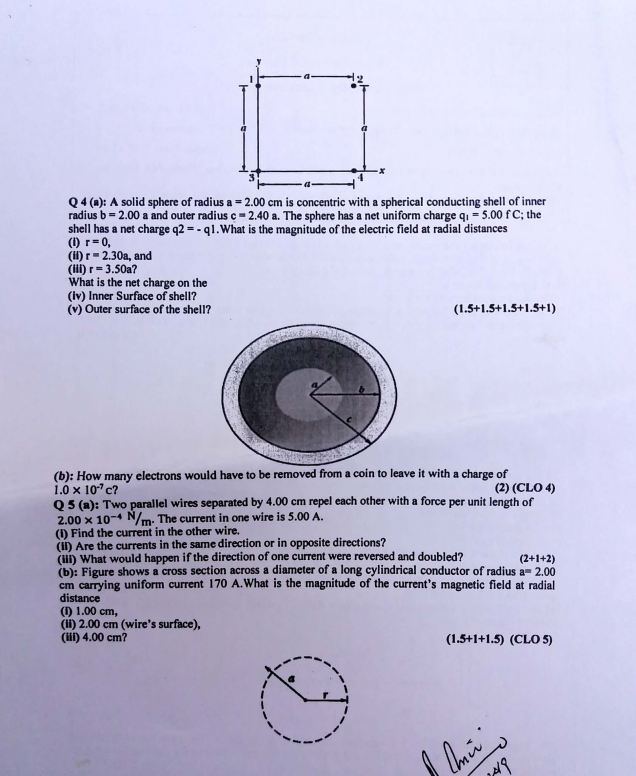 y
1 a 2
a a
3 4 x
a
Q 4 (a): A solid sphere of radius a = 2.00 cm is concentric with a spherical conducting shell of inner
radius b = 2.00 a and outer radius c = 2.40 a. The sphere has a net uniform charge q₁ = 5.00 f C; the
shell has a net charge q2 = - q1. What is the magnitude of the electric field at radial distances
(i) r = 0,
(ii) r = 2.30a, and
(iii) r = 3.50a?
What is the net charge on the
(iv) Inner Surface of shell?
(v) Outer surface of the shell? (1.5+1.5+1.5+1.5+1)
a b
c
(b): How many electrons would have to be removed from a coin to leave it with a charge of
1.0 × 10⁻⁷ c? (2) (CLO 4)
Q 5 (a): Two parallel wires separated by 4.00 cm repel each other with a force per unit length of
2.00 × 10⁻⁴ N/m. The current in one wire is 5.00 A.
(i) Find the current in the other wire.
(ii) Are the currents in the same direction or in opposite directions?
(iii) What would happen if the direction of one current were reversed and doubled? (2+1+2)
(b): Figure shows a cross section across a diameter of a long cylindrical conductor of radius a= 2.00
cm carrying uniform current 170 A. What is the magnitude of the current's magnetic field at radial
distance
(i) 1.00 cm,
(ii) 2.00 cm (wire's surface),
(iii) 4.00 cm? (1.5+1+1.5) (CLO 5)
a
r